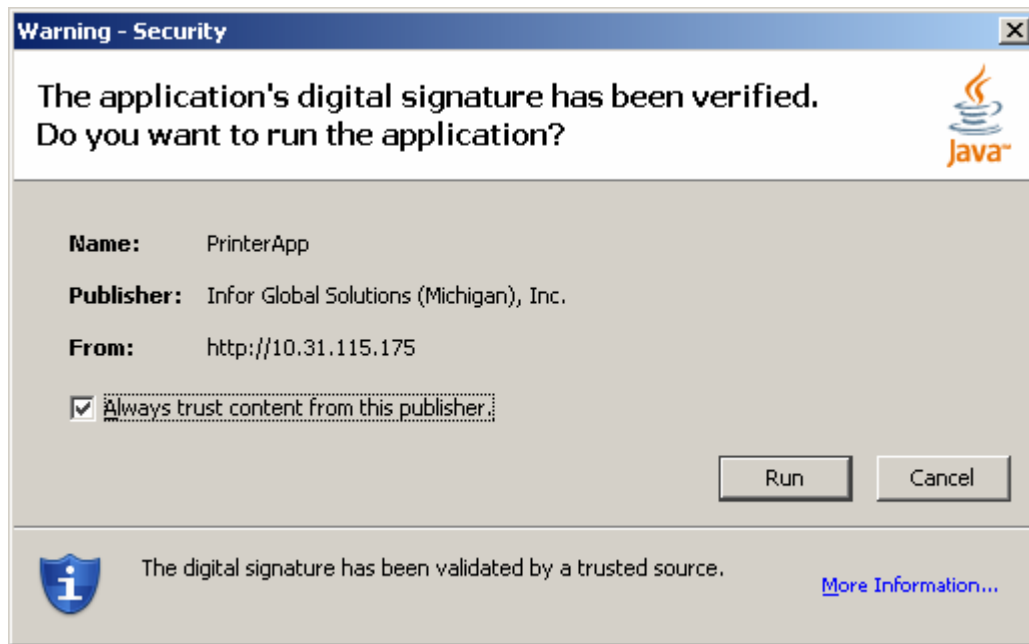 Warning - Security
The application's digital signature has been verified.
Do you want to run the application?
Java™
Name: PrinterApp
Publisher: Infor Global Solutions (Michigan), Inc.
From: http://10.31.115.175
Always trust content from this publisher.
Run Cancel
The digital signature has been validated by a trusted source.
More Information...